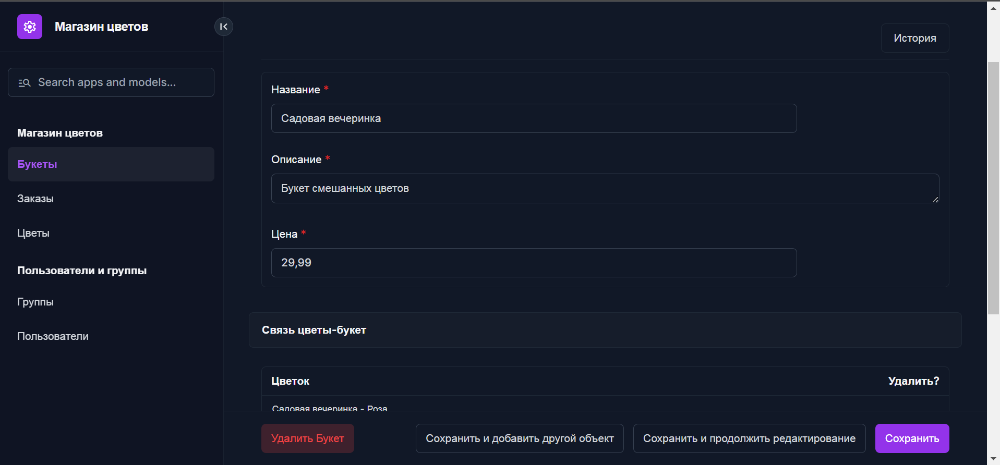 Магазин цветов
Search apps and models...
Магазин цветов
Букеты
Заказы
Цветы
Пользователи и группы
Группы
Пользователи
История
Название *
Садовая вечеринка
Описание *
Букет смешанных цветов
Цена *
29,99
Связь цветы-букет
Цветок Удалить?
Садовая вечеринка - Роза
Удалить Букет Сохранить и добавить другой объект Сохранить и продолжить редактирование Сохранить